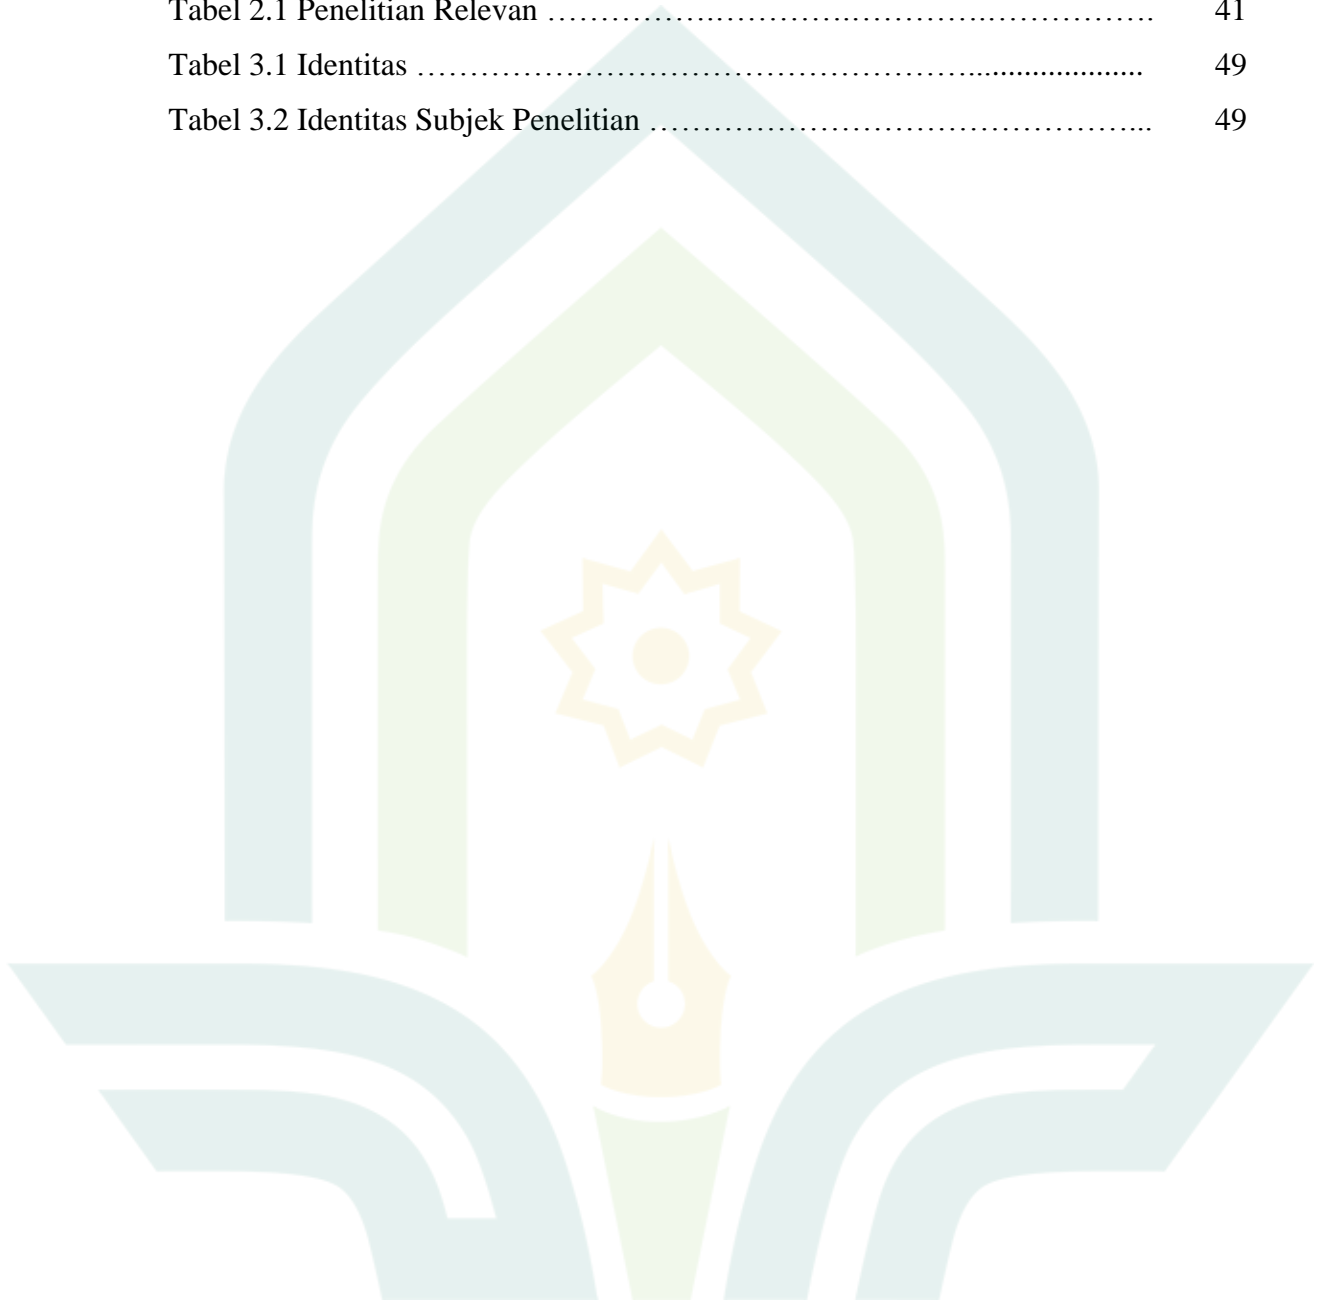 Tabel 2.1 Penelitian Relevan ……………..……………..……………..……………. 41
Tabel 3.1 Identitas ……………..……………………………………...................... 49
Tabel 3.2 Identitas Subjek Penelitian ……………………………………………... 49